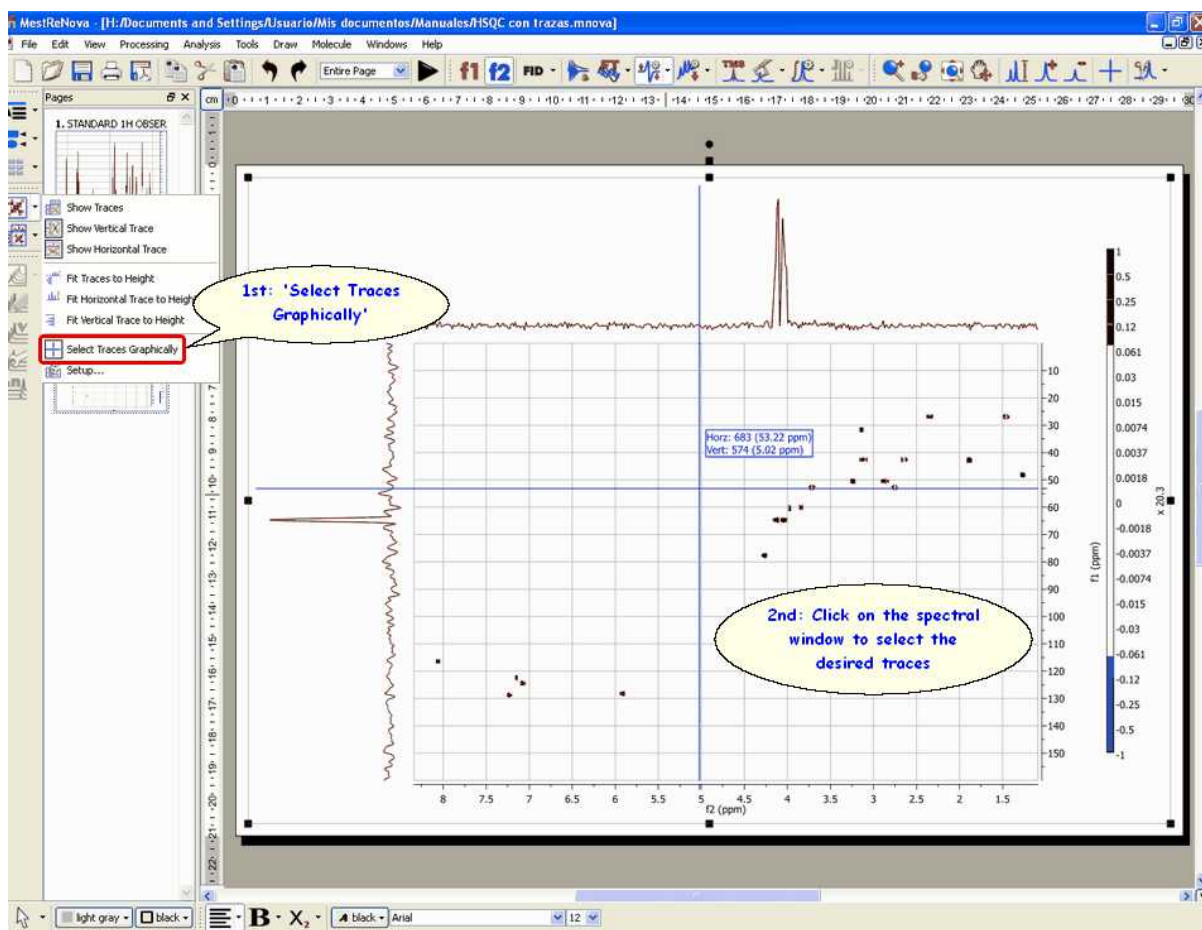 MestReNova - [H:/Documents and Settings/Usuario/Mis documentos/Manuales/HSQC con trazas.mnova]
File Edit View Processing Analysis Tools Draw Molecule Windows Help
Entire Page f1 f2 FID TMS
Pages
cm
1. STANDARD 1H OBSER
Show Traces
Show Vertical Trace
Show Horizontal Trace
Fit Traces to Height
Fit Horizontal Trace to Heigh
Fit Vertical Trace to Height
Select Traces Graphically
Setup...
1st: 'Select Traces
Graphically'
Horz: 683 (53.22 ppm)
Vert: 574 (5.02 ppm)
2nd: Click on the spectral
window to select the
desired traces
10
20
30
40
50
60
70
80
90
100
110
120
130
140
150
f1 (ppm)
8 7.5 7 6.5 6 5.5 5 4.5 4 3.5 3 2.5 2 1.5
f2 (ppm)
1
0.5
0.25
0.12
0.061
0.03
0.015
0.0074
0.0037
0.0018
0
-0.0018
-0.0037
-0.0074
-0.015
-0.03
-0.061
-0.12
-0.25
-0.5
-1
x 20.3
light gray black B X2 A black Arial 12